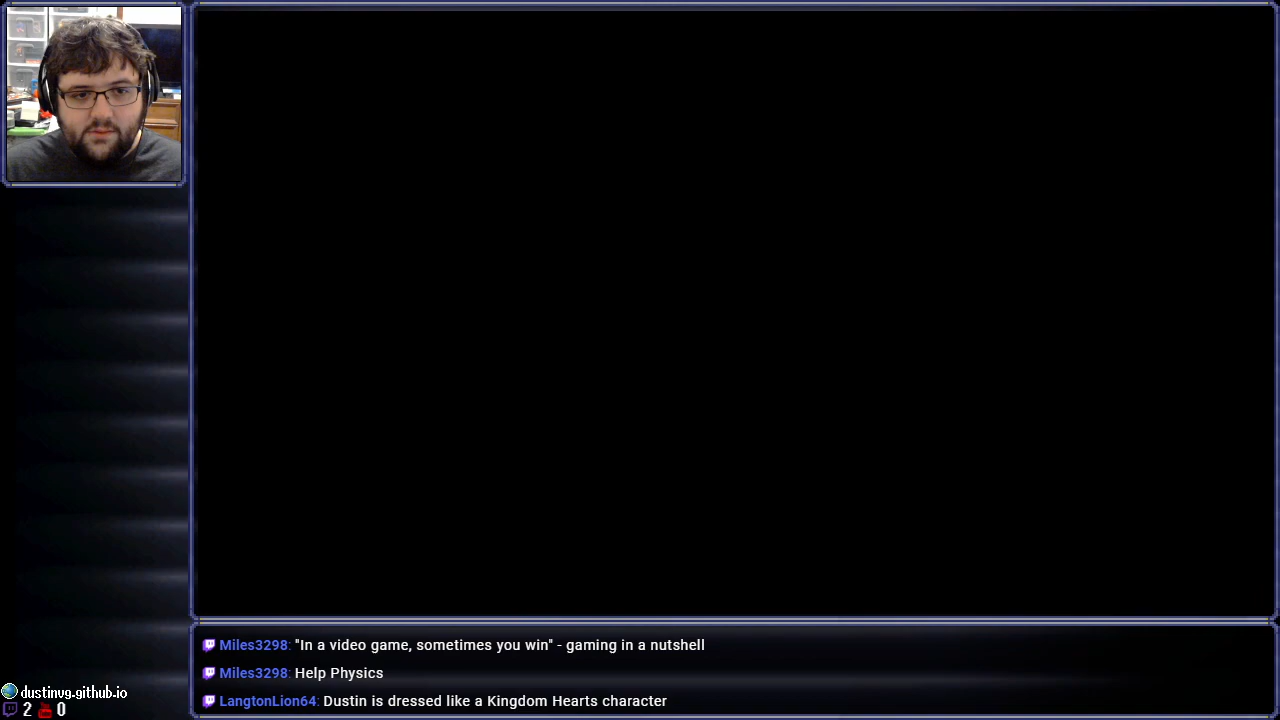 Miles3298: "In a video game, sometimes you win" - gaming in a nutshell
Miles3298: Help Physics
LangtonLion64: Dustin is dressed like a Kingdom Hearts character
dustinvg.github.io
2 0